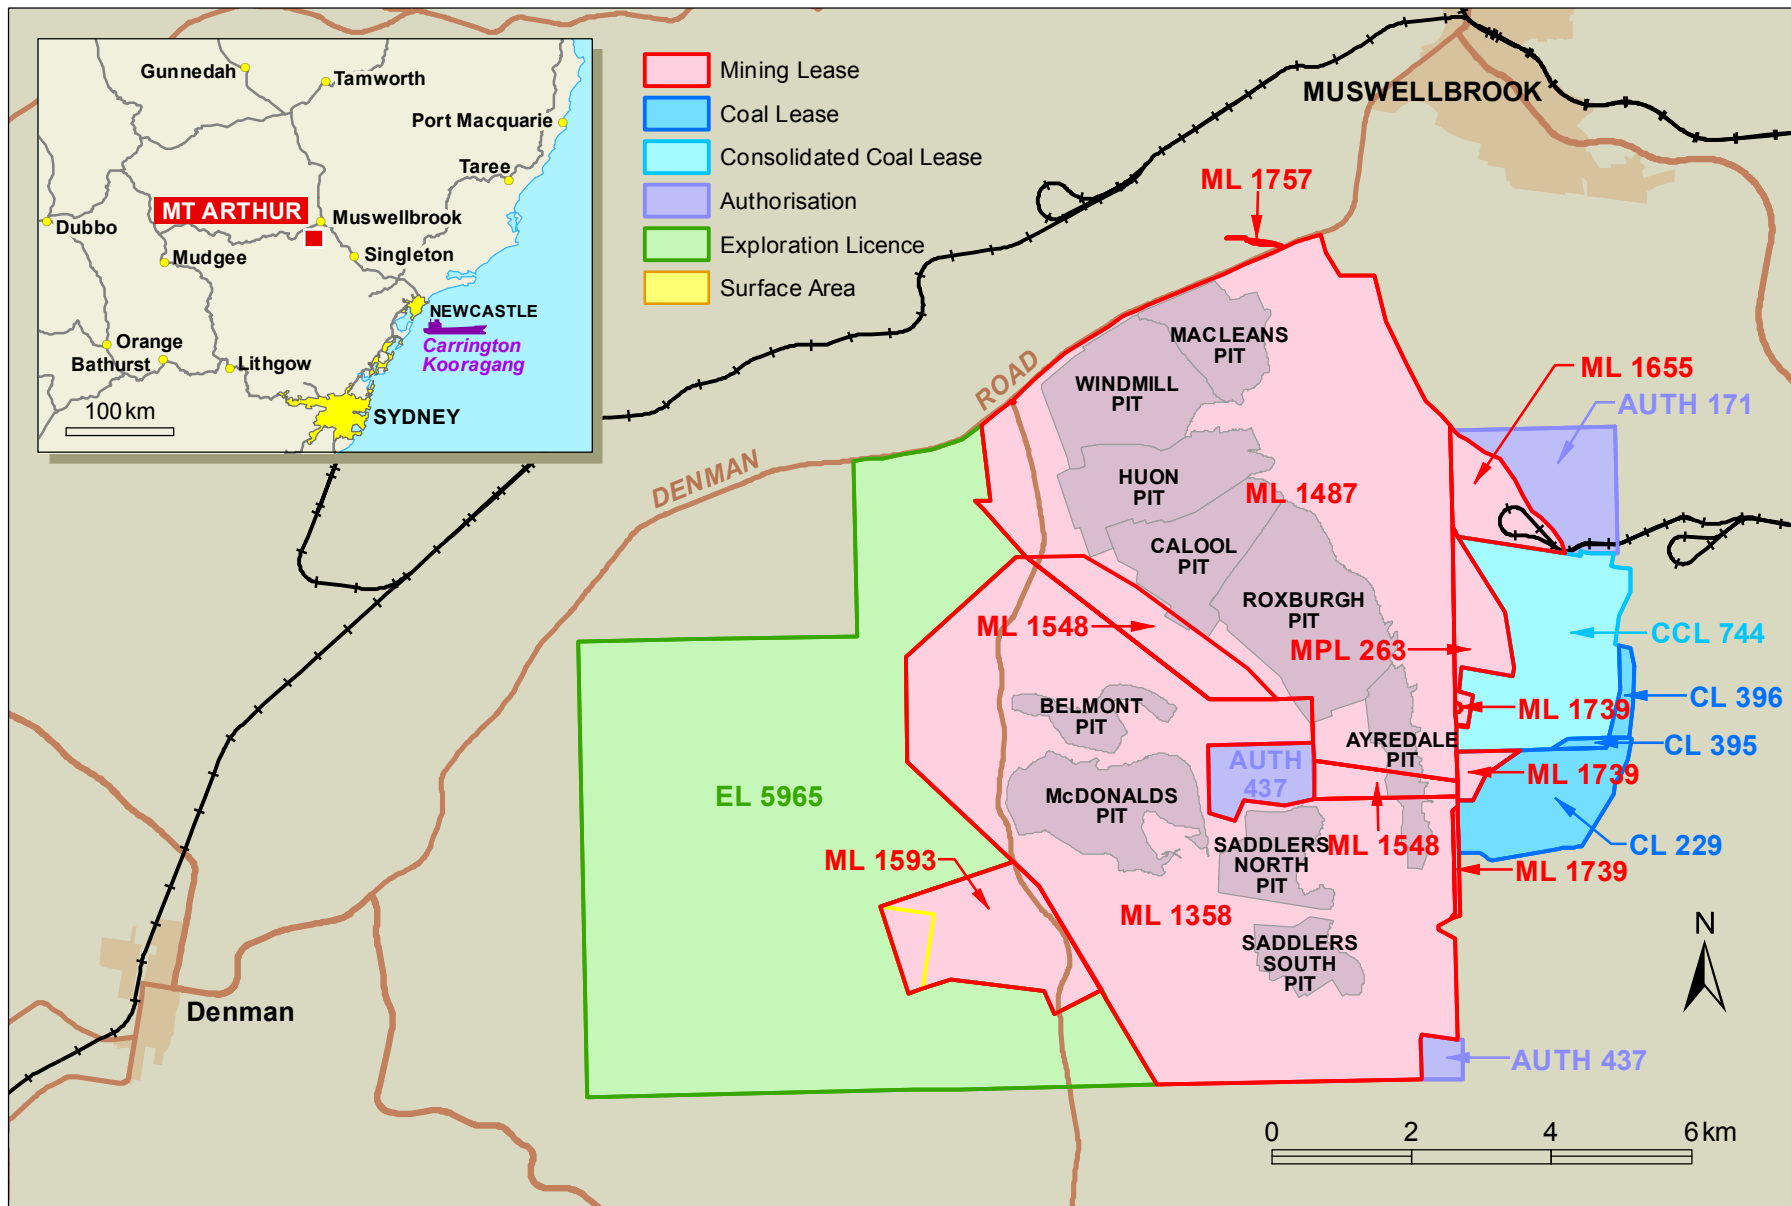 Gunnedah
Tamworth
Port Macquarie
Taree
MT ARTHUR
Muswellbrook
Dubbo
Mudgee
Singleton
NEWCASTLE
Carrington
Kooragang
Orange
Bathurst
Lithgow
SYDNEY
100 km
Mining Lease
Coal Lease
Consolidated Coal Lease
Authorisation
Exploration Licence
Surface Area
MUSWELLBROOK
ML 1757
MACLEANS
PIT
WINDMILL
PIT
ROAD
DENMAN
ML 1655
AUTH 171
HUON
PIT
ML 1487
CALOOL
PIT
ROXBURGH
PIT
ML 1548
MPL 263
CCL 744
BELMONT
PIT
ML 1739
CL 396
AYREDALE
PIT
CL 395
AUTH
437
ML 1739
EL 5965
McDONALDS
PIT
SADDLERS
NORTH
PIT
ML 1548
CL 229
ML 1593
ML 1739
ML 1358
SADDLERS
SOUTH
PIT
N
Denman
AUTH 437
0 2 4 6 km